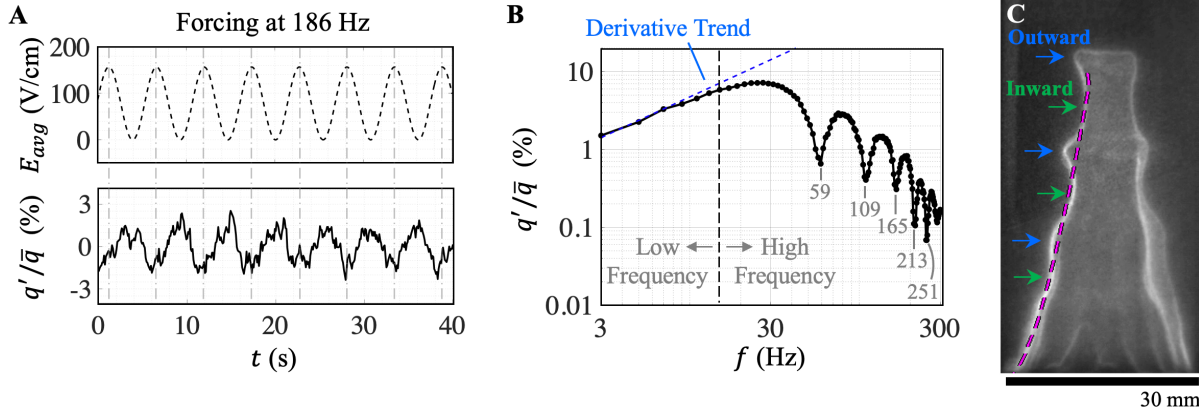 A
Forcing at 186 Hz
E_avg (V/cm)
200
100
0
q′/q̄ (%)
3
0
-3
0 10 20 30 40
t (s)
B
Derivative Trend
q′/q̄ (%)
10
1
0.1
0.01
59
109
165
213
251
Low
Frequency
High
Frequency
3 30 300
f (Hz)
C
Outward
Inward
30 mm